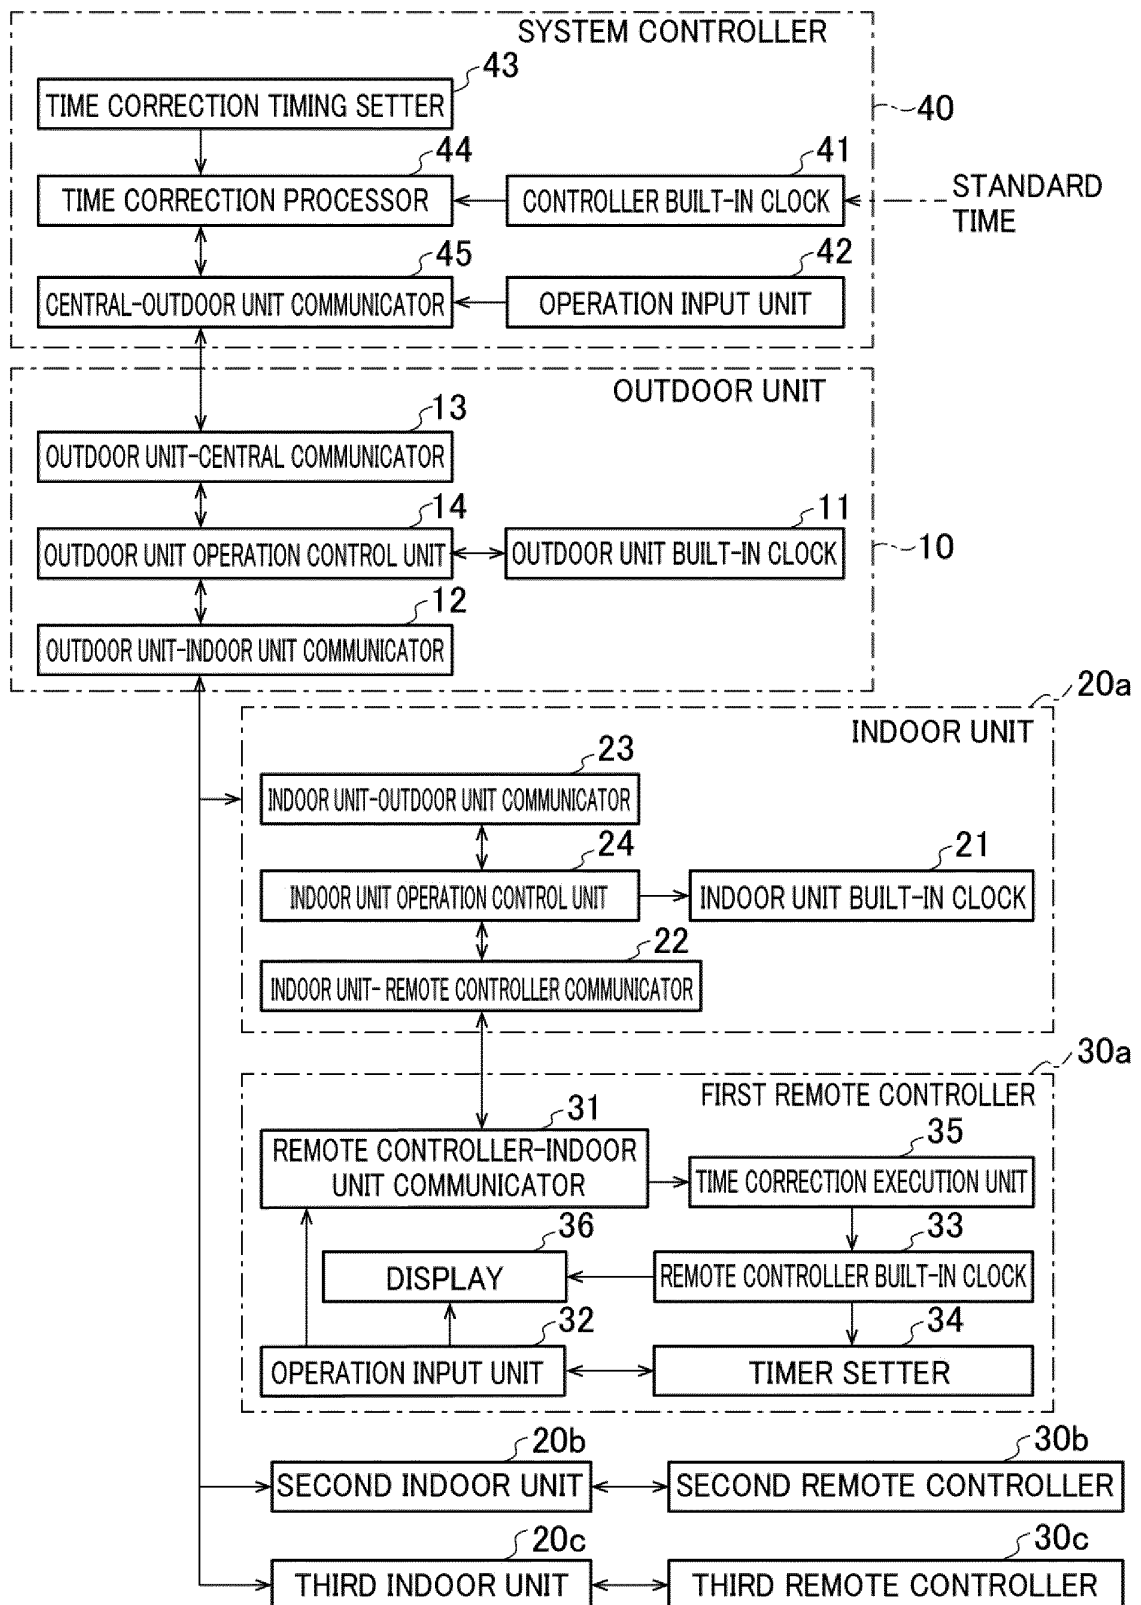 SYSTEM CONTROLLER
43
TIME CORRECTION TIMING SETTER
40
44
41
TIME CORRECTION PROCESSOR
CONTROLLER BUILT-IN CLOCK
STANDARD
TIME
45
42
CENTRAL-OUTDOOR UNIT COMMUNICATOR
OPERATION INPUT UNIT
OUTDOOR UNIT
13
OUTDOOR UNIT-CENTRAL COMMUNICATOR
14
11
OUTDOOR UNIT OPERATION CONTROL UNIT
OUTDOOR UNIT BUILT-IN CLOCK
10
12
OUTDOOR UNIT-INDOOR UNIT COMMUNICATOR
20a
INDOOR UNIT
23
INDOOR UNIT-OUTDOOR UNIT COMMUNICATOR
24
21
INDOOR UNIT OPERATION CONTROL UNIT
INDOOR UNIT BUILT-IN CLOCK
22
INDOOR UNIT- REMOTE CONTROLLER COMMUNICATOR
30a
FIRST REMOTE CONTROLLER
31
REMOTE CONTROLLER-INDOOR
UNIT COMMUNICATOR
35
TIME CORRECTION EXECUTION UNIT
36
33
DISPLAY
REMOTE CONTROLLER BUILT-IN CLOCK
32
34
OPERATION INPUT UNIT
TIMER SETTER
20b
30b
SECOND INDOOR UNIT
SECOND REMOTE CONTROLLER
20c
30c
THIRD INDOOR UNIT
THIRD REMOTE CONTROLLER